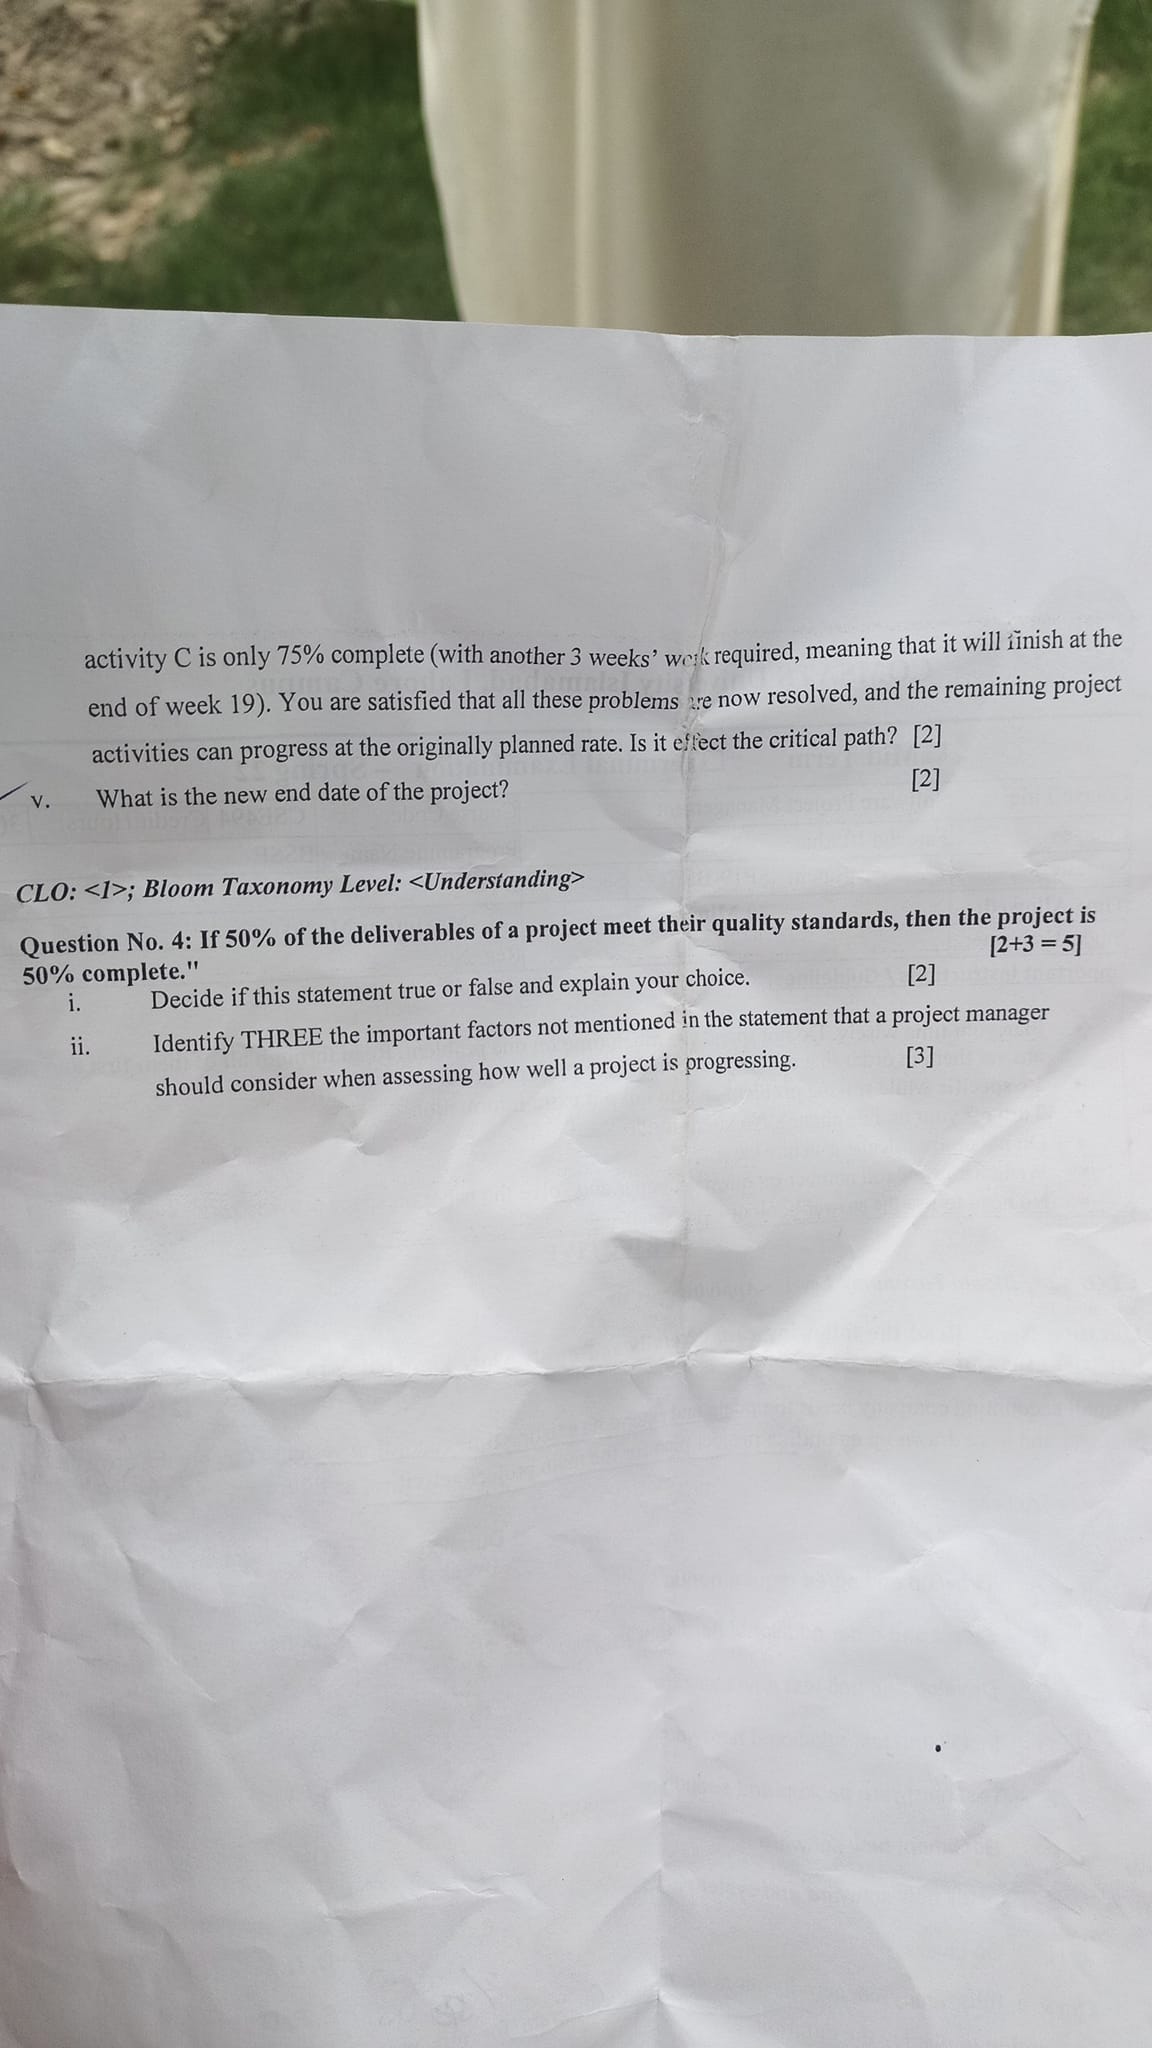 activity C is only 75% complete (with another 3 weeks' work required, meaning that it will finish at the
end of week 19). You are satisfied that all these problems are now resolved, and the remaining project
activities can progress at the originally planned rate. Is it effect the critical path? [2]
v. What is the new end date of the project? [2]
CLO: <1>; Bloom Taxonomy Level: <Understanding>
Question No. 4: If 50% of the deliverables of a project meet their quality standards, then the project is
50% complete." [2+3 = 5]
i. Decide if this statement true or false and explain your choice. [2]
ii. Identify THREE the important factors not mentioned in the statement that a project manager
should consider when assessing how well a project is progressing. [3]